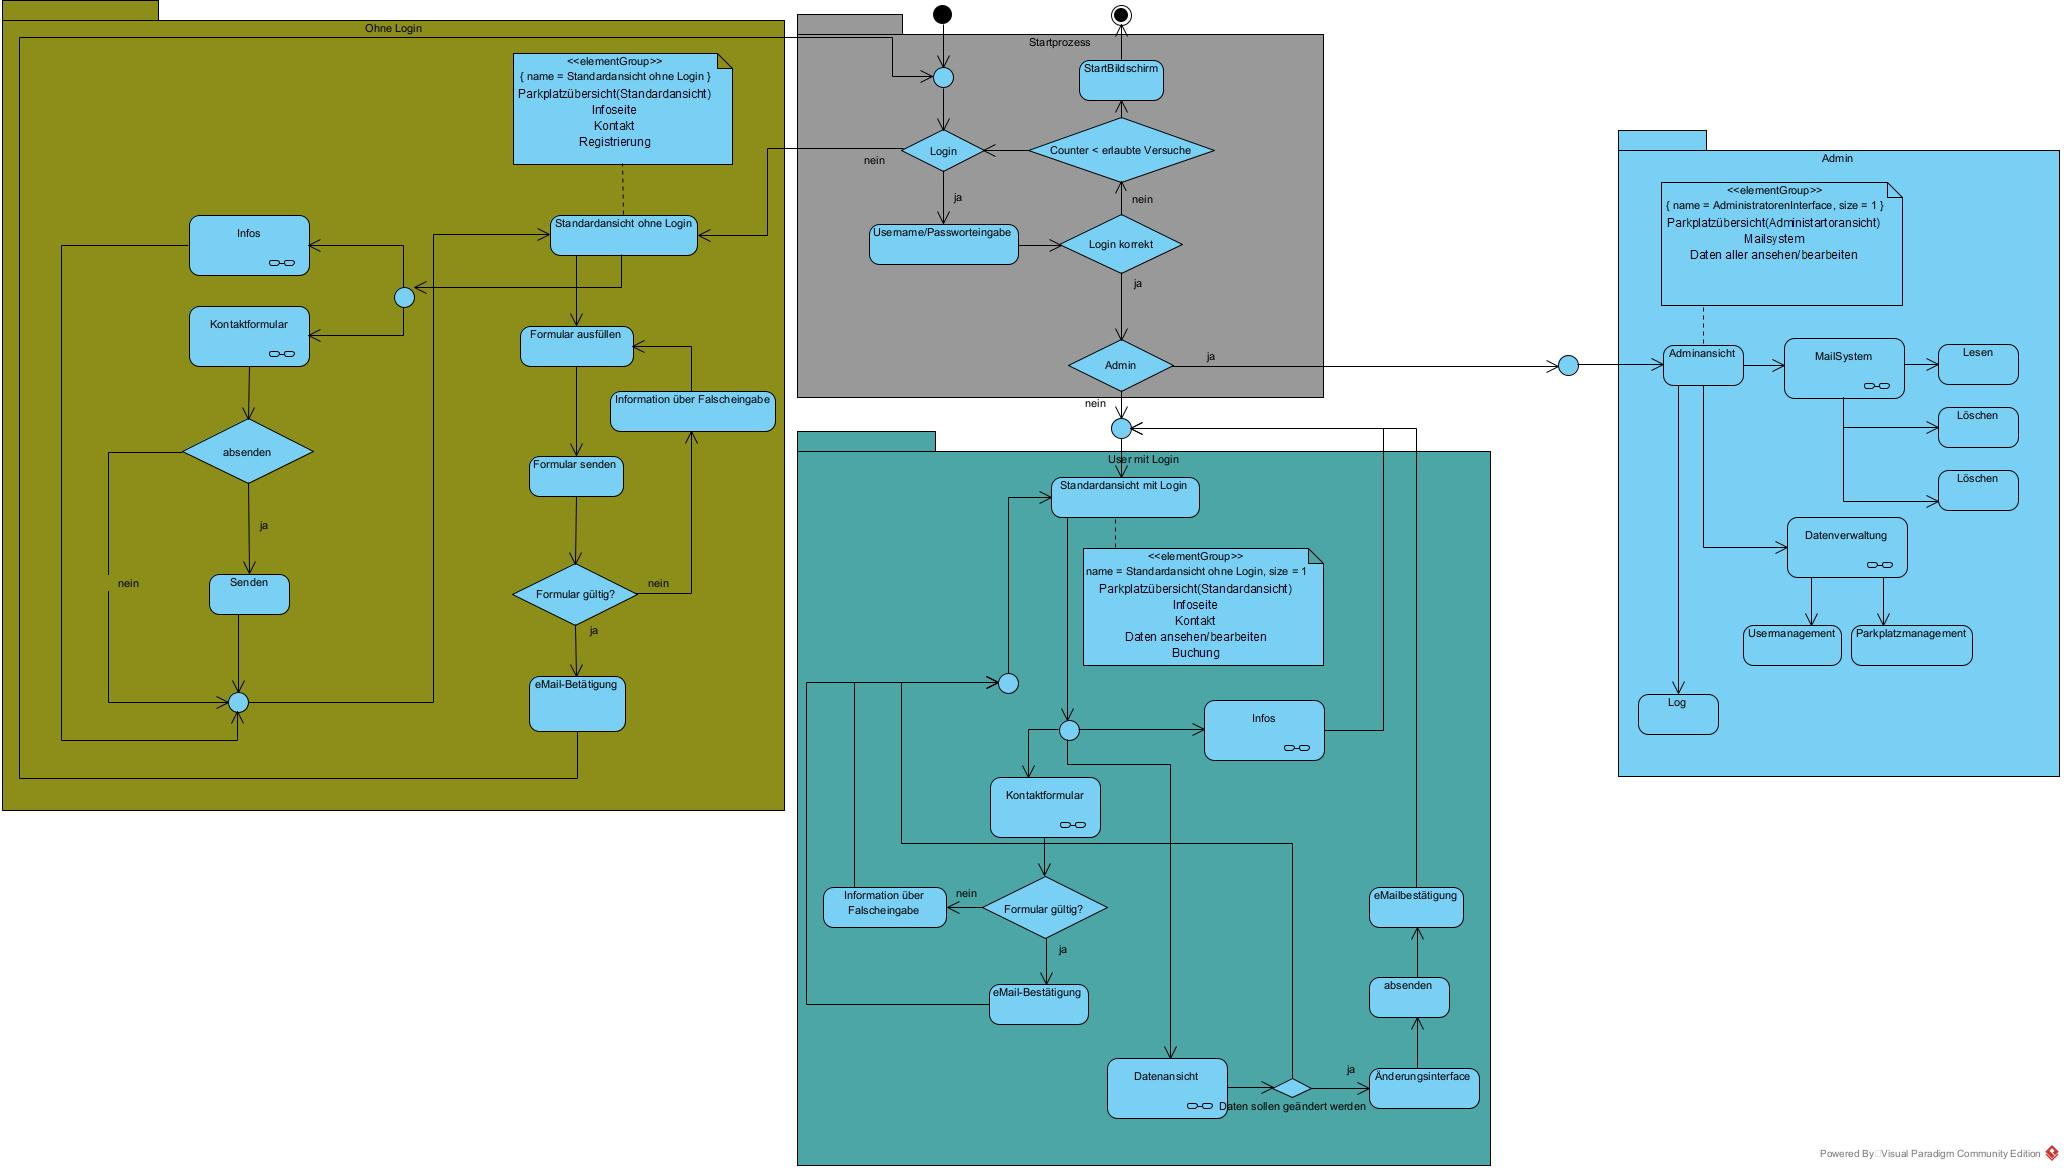 Ohne Login
<<elementGroup>>
{ name = Standardansicht ohne Login }
Parkplatzübersicht(Standardansicht)
Infoseite
Kontakt
Registrierung
Standardansicht ohne Login
Infos
Kontaktformular
absenden
ja
nein
Senden
Formular ausfüllen
Information über Falscheingabe
Formular senden
Formular gültig?
nein
ja
eMail-Betätigung
Startprozess
StartBildschirm
Login
nein
ja
Counter < erlaubte Versuche
nein
Username/Passworteingabe
Login korrekt
ja
Admin
ja
nein
User mit Login
Standardansicht mit Login
<<elementGroup>>
name = Standardansicht ohne Login, size = 1
Parkplatzübersicht(Standardansicht)
Infoseite
Kontakt
Daten ansehen/bearbeiten
Buchung
Infos
Kontaktformular
Information über
Falscheingabe
nein
Formular gültig?
ja
eMail-Bestätigung
eMailbestätigung
absenden
Datenansicht
ja
Änderungsinterface
Daten sollen geändert werden
Admin
<<elementGroup>>
{ name = AdministratorenInterface, size = 1 }
Parkplatzübersicht(Administartoransicht)
Mailsystem
Daten aller ansehen/bearbeiten
Adminansicht
MailSystem
Lesen
Löschen
Löschen
Datenverwaltung
Usermanagement
Parkplatzmanagement
Log
Powered By Visual Paradigm Community Edition